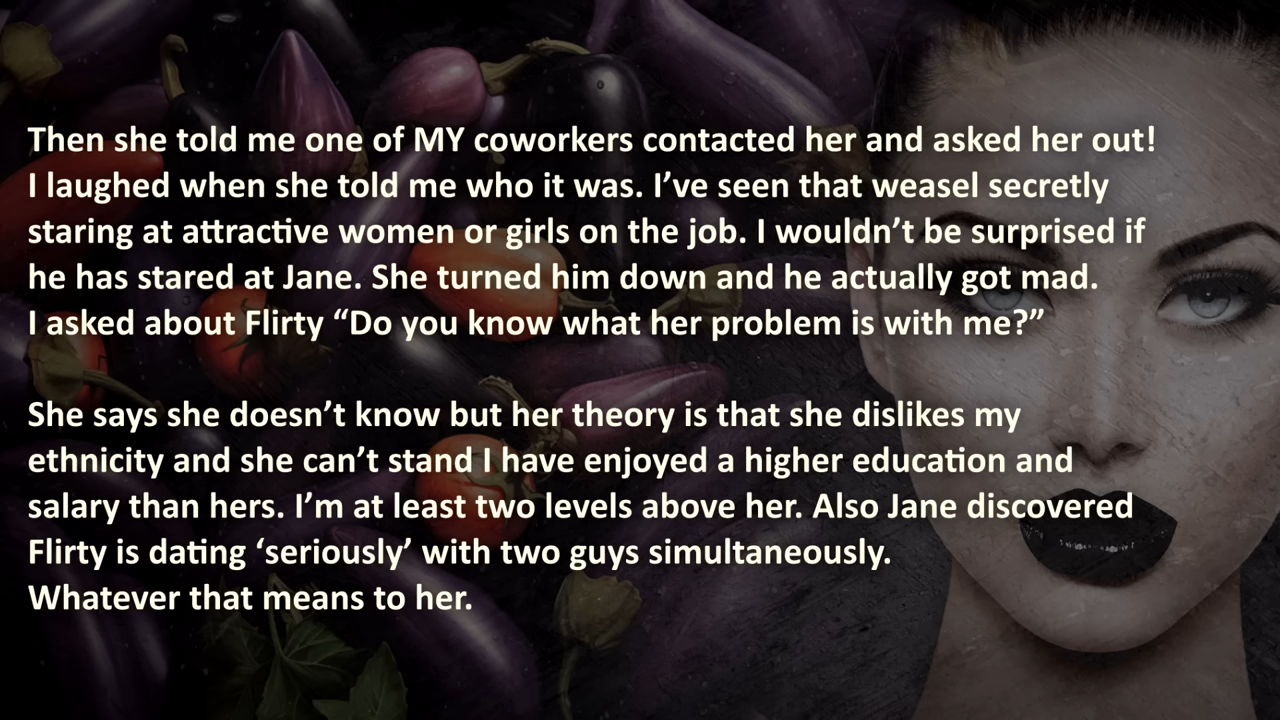 Then she told me one of MY coworkers contacted her and asked her out!
I laughed when she told me who it was. I’ve seen that weasel secretly
staring at attractive women or girls on the job. I wouldn’t be surprised if
he has stared at Jane. She turned him down and he actually got mad.
I asked about Flirty “Do you know what her problem is with me?”
She says she doesn’t know but her theory is that she dislikes my
ethnicity and she can’t stand I have enjoyed a higher education and
salary than hers. I’m at least two levels above her. Also Jane discovered
Flirty is dating ‘seriously’ with two guys simultaneously.
Whatever that means to her.